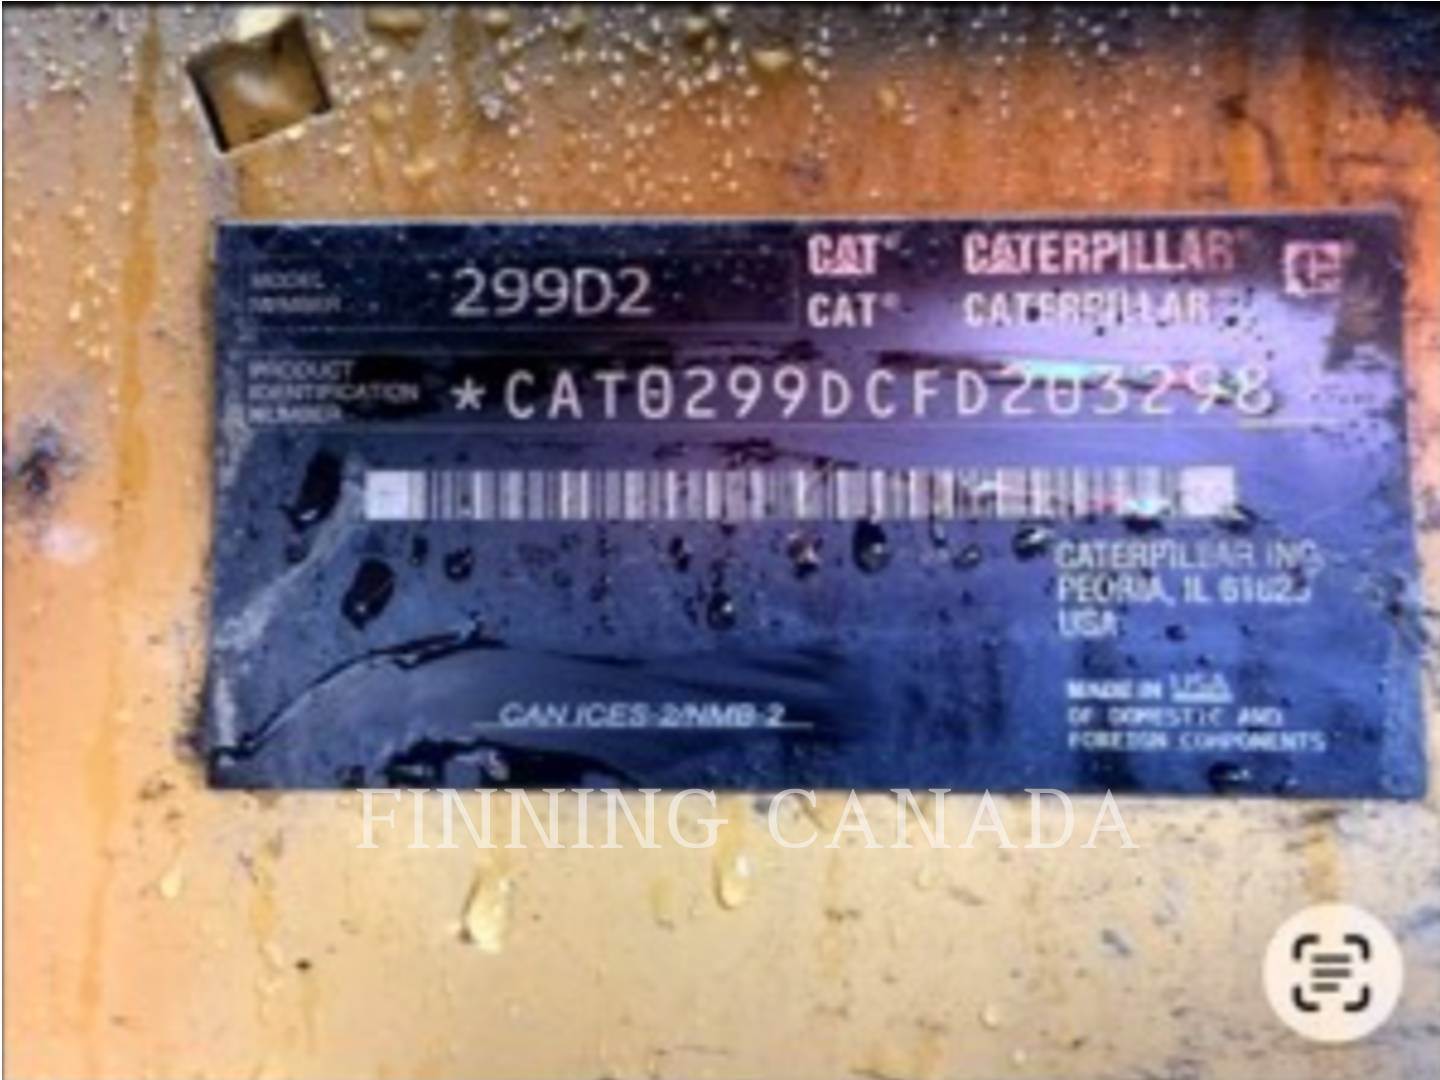 MODEL
NUMBER
299D2
CAT® CATERPILLAR
CAT® CATERPILLAR
PRODUCT
IDENTIFICATION
NUMBER
*CAT0299DCFD203298
CATERPILLAR INC.
PEORIA, IL 61629
USA
MADE IN USA
OF DOMESTIC AND
FOREIGN COMPONENTS
CAN ICES-2/NMB-2
FINNING CANADA